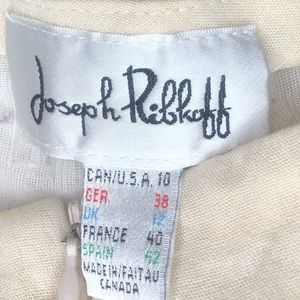 Joseph Ribkoff
CAN/U.S.A. 10
GER 38
UK 12
FRANCE 40
SPAIN 42
MADE IN/FAIT AU
CANADA